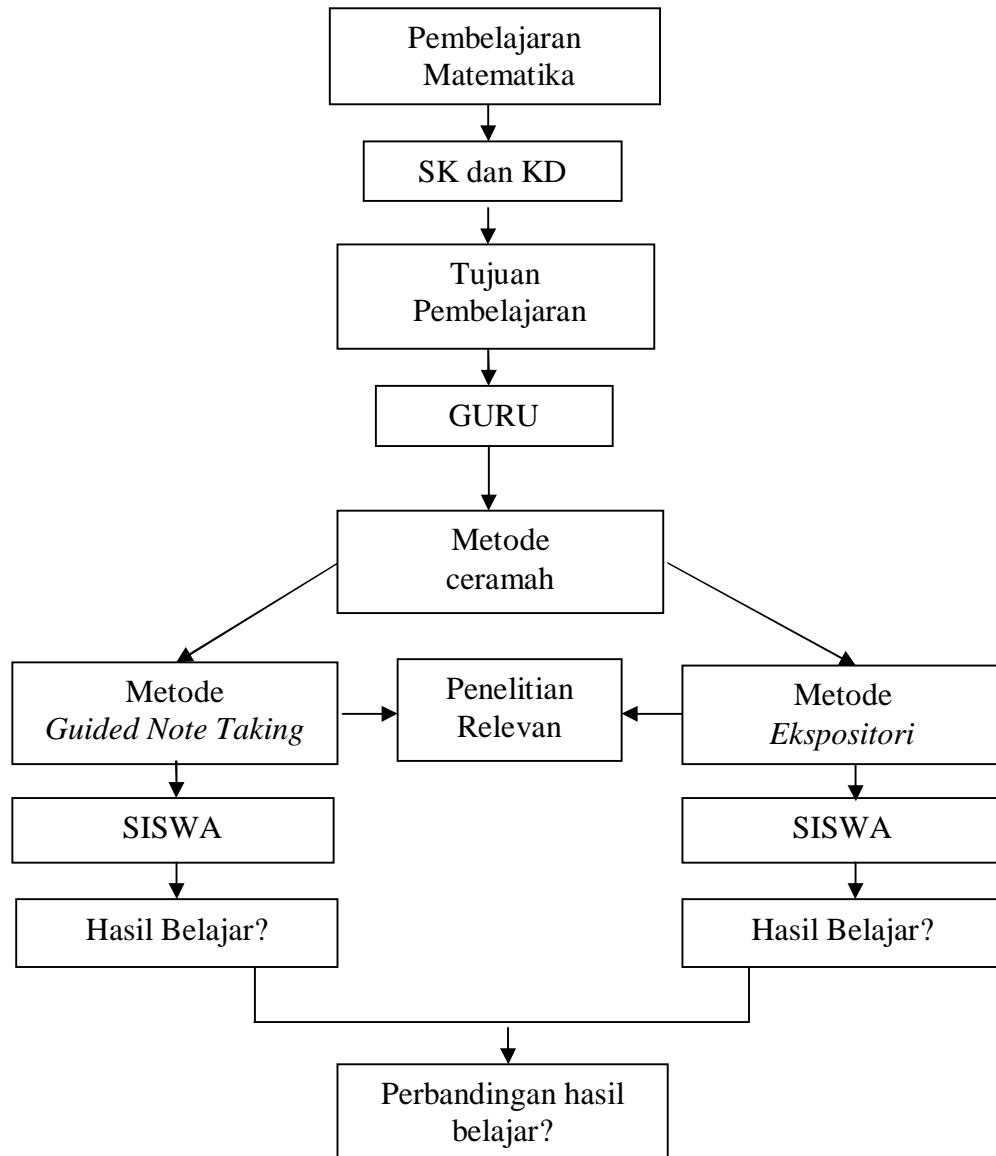 Pembelajaran
Matematika
SK dan KD
Tujuan
Pembelajaran
GURU
Metode
ceramah
Metode
Guided Note Taking
Penelitian
Relevan
Metode
Ekspositori
SISWA
SISWA
Hasil Belajar?
Hasil Belajar?
Perbandingan hasil
belajar?